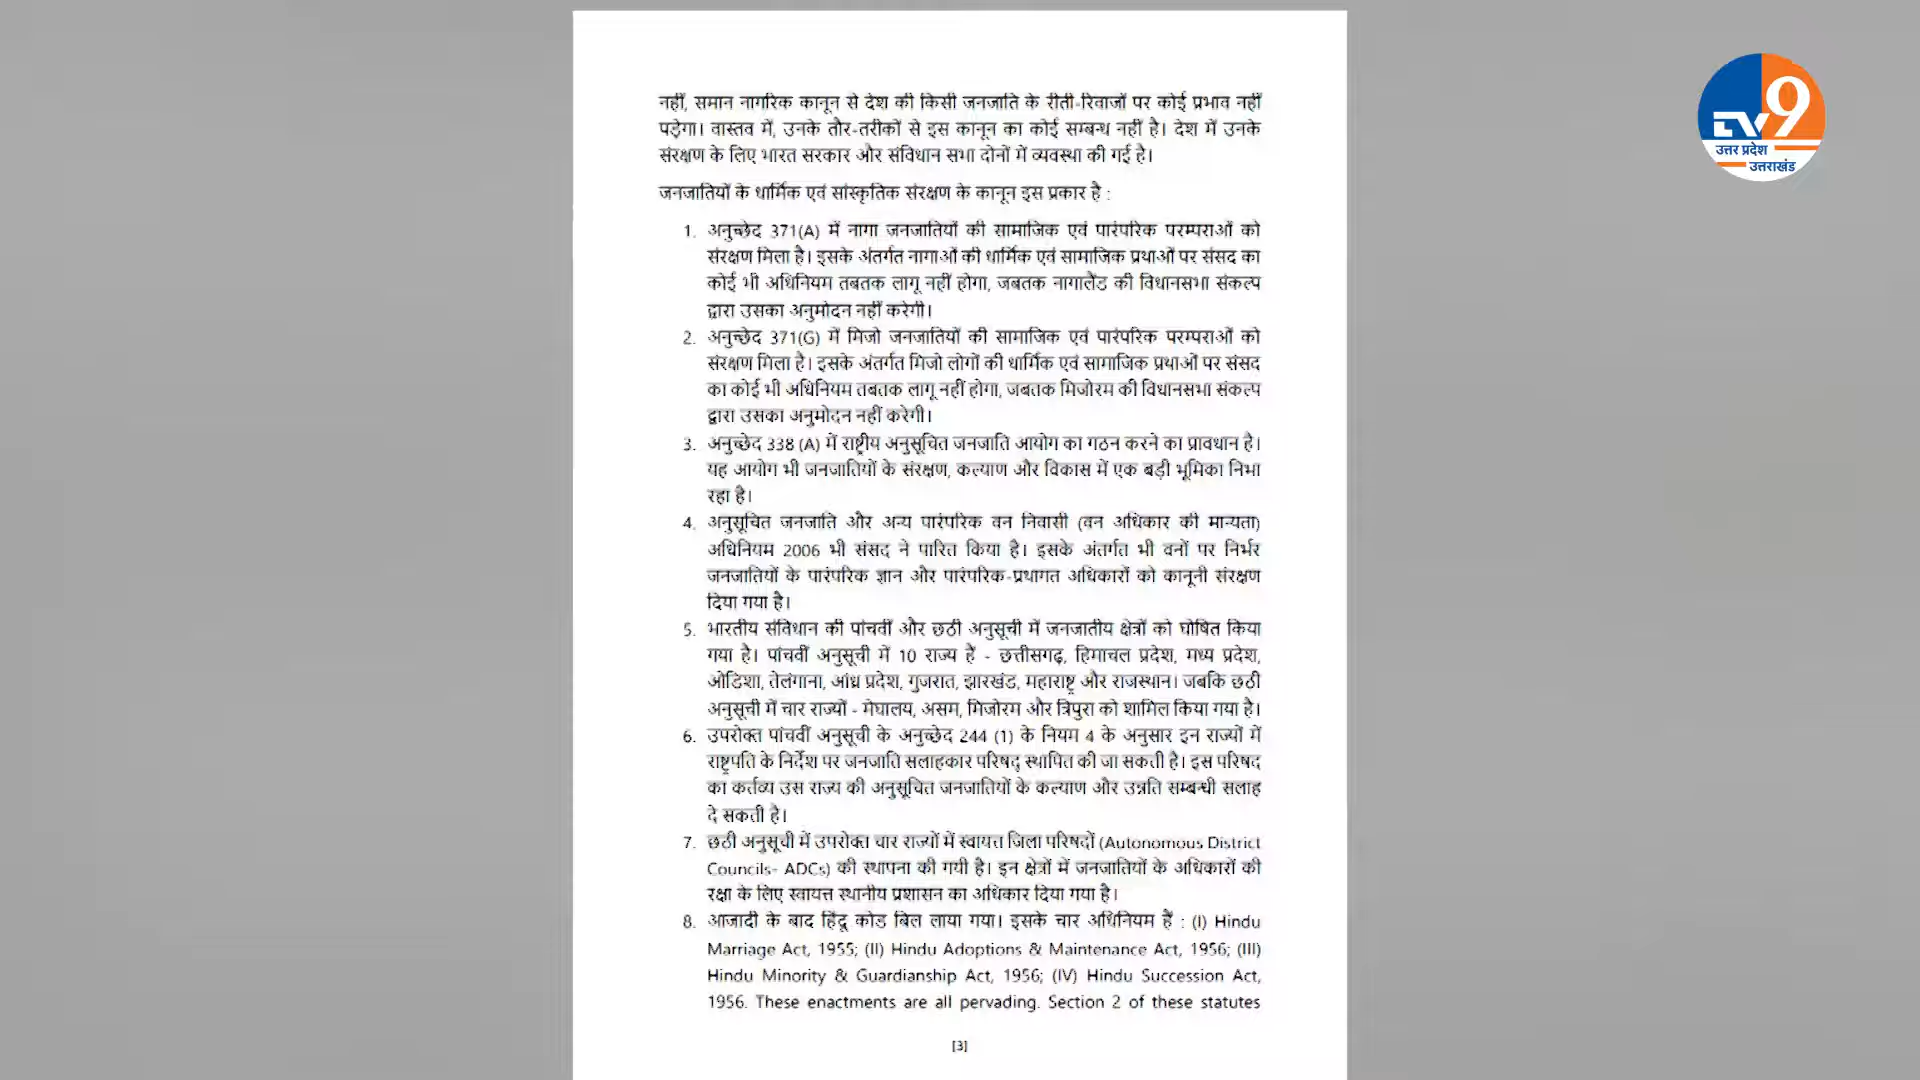 नहीं, समान नागरिक कानून से देश की किसी जनजाति के रीती-रिवाजों पर कोई प्रभाव नहीं
पड़ेगा। वास्तव में, उनके तौर-तरीकों से इस कानून का कोई सम्बन्ध नहीं है। देश में उनके
संरक्षण के लिए भारत सरकार और संविधान सभा दोनों में व्यवस्था की गई है।
जनजातियों के धार्मिक एवं सांस्कृतिक संरक्षण के कानून इस प्रकार है :
1. अनुच्छेद 371(A) में नागा जनजातियों की सामाजिक एवं पारंपरिक परम्पराओं को
संरक्षण मिला है। इसके अंतर्गत नागाओं की धार्मिक एवं सामाजिक प्रथाओं पर संसद का
कोई भी अधिनियम तबतक लागू नहीं होगा, जबतक नागालैंड की विधानसभा संकल्प
द्वारा उसका अनुमोदन नहीं करेगी।
2. अनुच्छेद 371(G) में मिजो जनजातियों की सामाजिक एवं पारंपरिक परम्पराओं को
संरक्षण मिला है। इसके अंतर्गत मिजो लोगों की धार्मिक एवं सामाजिक प्रथाओं पर संसद
का कोई भी अधिनियम तबतक लागू नहीं होगा, जबतक मिजोरम की विधानसभा संकल्प
द्वारा उसका अनुमोदन नहीं करेगी।
3. अनुच्छेद 338 (A) में राष्ट्रीय अनुसूचित जनजाति आयोग का गठन करने का प्रावधान है।
यह आयोग भी जनजातियों के संरक्षण, कल्याण और विकास में एक बड़ी भूमिका निभा
रहा है।
4. अनुसूचित जनजाति और अन्य पारंपरिक वन निवासी (वन अधिकार की मान्यता)
अधिनियम 2006 भी संसद ने पारित किया है। इसके अंतर्गत भी वनों पर निर्भर
जनजातियों के पारंपरिक ज्ञान और पारंपरिक-प्रथागत अधिकारों को कानूनी संरक्षण
दिया गया है।
5. भारतीय संविधान की पांचवीं और छठी अनुसूची में जनजातीय क्षेत्रों को घोषित किया
गया है। पांचवीं अनुसूची में 10 राज्य हैं - छत्तीसगढ़, हिमाचल प्रदेश, मध्य प्रदेश,
ओडिशा, तेलंगाना, आंध्र प्रदेश, गुजरात, झारखंड, महाराष्ट्र और राजस्थान। जबकि छठी
अनुसूची में चार राज्यों - मेघालय, असम, मिजोरम और त्रिपुरा को शामिल किया गया है।
6. उपरोक्त पांचवीं अनुसूची के अनुच्छेद 244 (1) के नियम 4 के अनुसार इन राज्यों में
राष्ट्रपति के निर्देश पर जनजाति सलाहकार परिषद् स्थापित की जा सकती है। इस परिषद
का कर्तव्य उस राज्य की अनुसूचित जनजातियों के कल्याण और उन्नति सम्बन्धी सलाह
दे सकती है।
7. छठी अनुसूची में उपरोक्त चार राज्यों में स्वायत्त जिला परिषदों (Autonomous District
Councils- ADCs) की स्थापना की गयी है। इन क्षेत्रों में जनजातियों के अधिकारों की
रक्षा के लिए स्वायत्त स्थानीय प्रशासन का अधिकार दिया गया है।
8. आजादी के बाद हिंदू कोड बिल लाया गया। इसके चार अधिनियम हैं : (I) Hindu
Marriage Act, 1955; (II) Hindu Adoptions & Maintenance Act, 1956; (III)
Hindu Minority & Guardianship Act, 1956; (IV) Hindu Succession Act,
1956. These enactments are all pervading. Section 2 of these statutes
[3]
TV9
उत्तर प्रदेश
उत्तराखंड